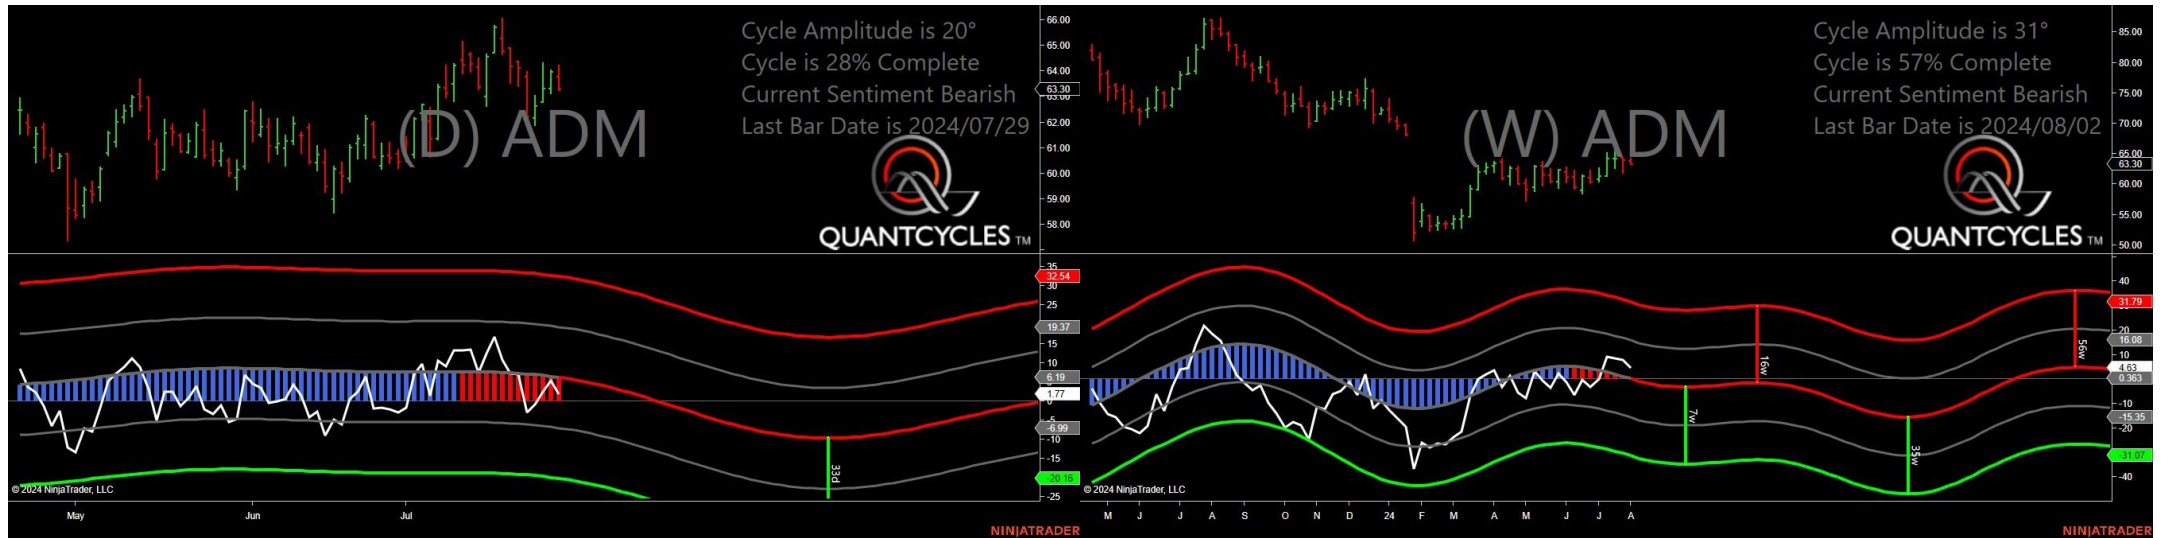 Cycle Amplitude is 20°
Cycle is 28% Complete
Current Sentiment Bearish
Last Bar Date is 2024/07/29
(D) ADM
QUANTCYCLES TM
66.00
65.00
64.00
63.30
63.00
62.00
61.00
60.00
59.00
58.00
35
32.54
30
25
19.37
15
10
6.19
1.77
0
-5
-6.99
-10
-15
-20.16
-25
33d
© 2024 NinjaTrader, LLC
May Jun Jul
NINJATRADER
Cycle Amplitude is 31°
Cycle is 57% Complete
Current Sentiment Bearish
Last Bar Date is 2024/08/02
(W) ADM
QUANTCYCLES TM
85.00
80.00
75.00
70.00
65.00
63.30
60.00
55.00
50.00
40
31.79
20
16.08
10
4.63
0.363
-10
-15.35
-20
-31.07
-40
7w
16w
35w
56w
© 2024 NinjaTrader, LLC
M J J A S O N D 24 F M A M J J A
NINJATRADER